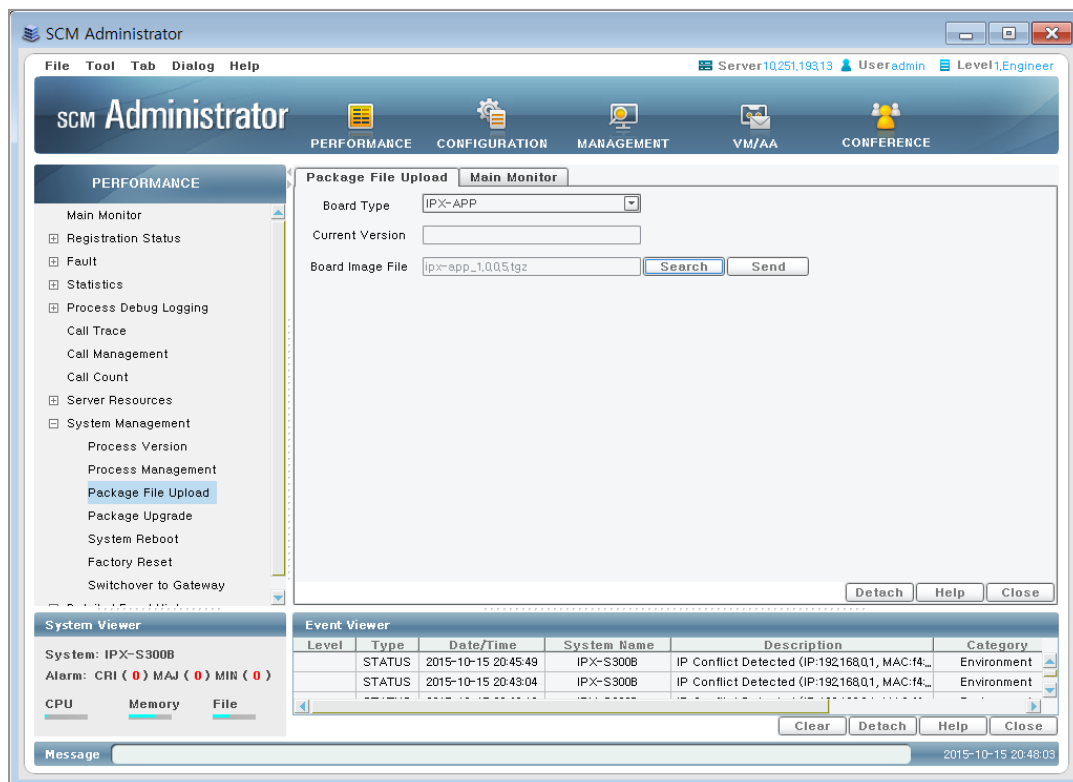 SCM Administrator
File Tool Tab Dialog Help
Server 10,251,193,13 User admin Level 1,Engineer
SCM Administrator
PERFORMANCE CONFIGURATION MANAGEMENT VM/AA CONFERENCE
PERFORMANCE
Main Monitor
Registration Status
Fault
Statistics
Process Debug Logging
Call Trace
Call Management
Call Count
Server Resources
System Management
Process Version
Process Management
Package File Upload
Package Upgrade
System Reboot
Factory Reset
Switchover to Gateway
Package File Upload Main Monitor
Board Type IPX-APP
Current Version
Board Image File ipx-app_1,0,0,5,tgz Search Send
Detach Help Close
System Viewer
System: IPX-S300B
Alarm: CRI ( 0 ) MAJ ( 0 ) MIN ( 0 )
CPU Memory File
Event Viewer
Level Type Date/Time System Name Description Category
STATUS 2015-10-15 20:45:49 IPX-S300B IP Conflict Detected (IP:192,168,0,1, MAC:f4:... Environment
STATUS 2015-10-15 20:43:04 IPX-S300B IP Conflict Detected (IP:192,168,0,1, MAC:f4:... Environment
Clear Detach Help Close
Message 2015-10-15 20:48:03